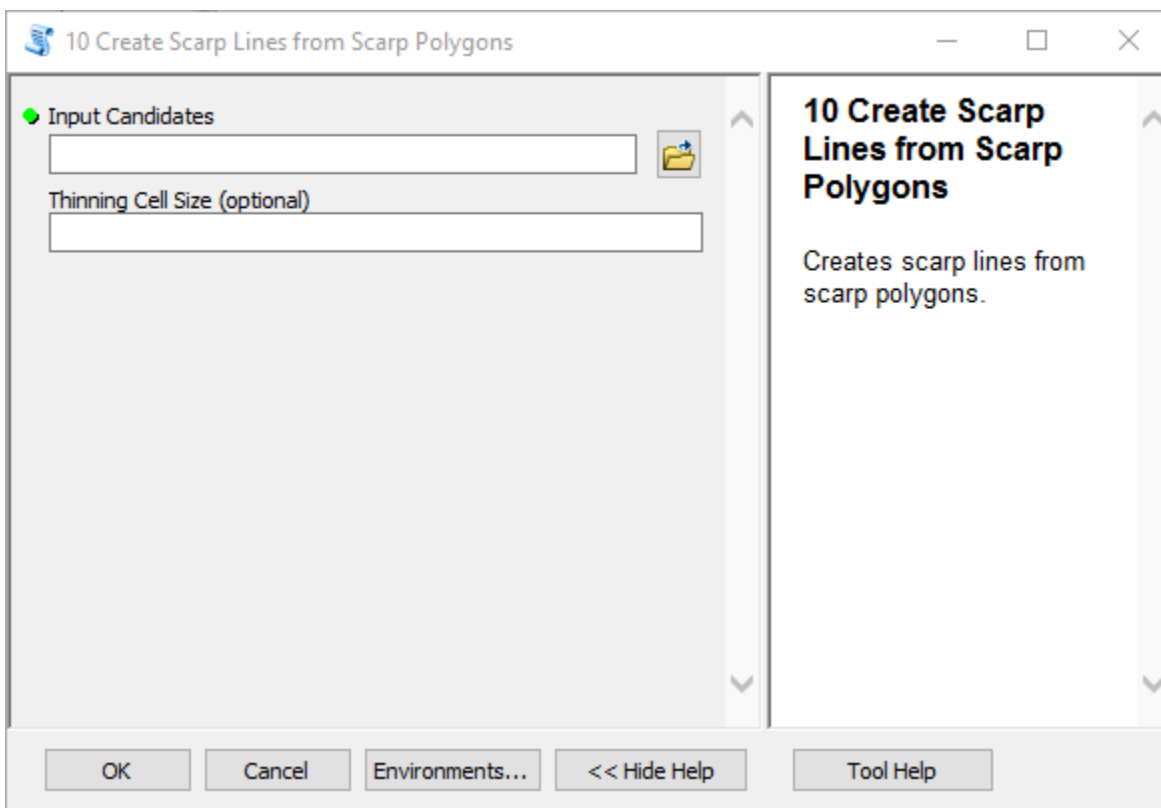 10 Create Scarp Lines from Scarp Polygons
Input Candidates
Thinning Cell Size (optional)
10 Create Scarp
Lines from Scarp
Polygons
Creates scarp lines from
scarp polygons.
OK
Cancel
Environments...
<< Hide Help
Tool Help